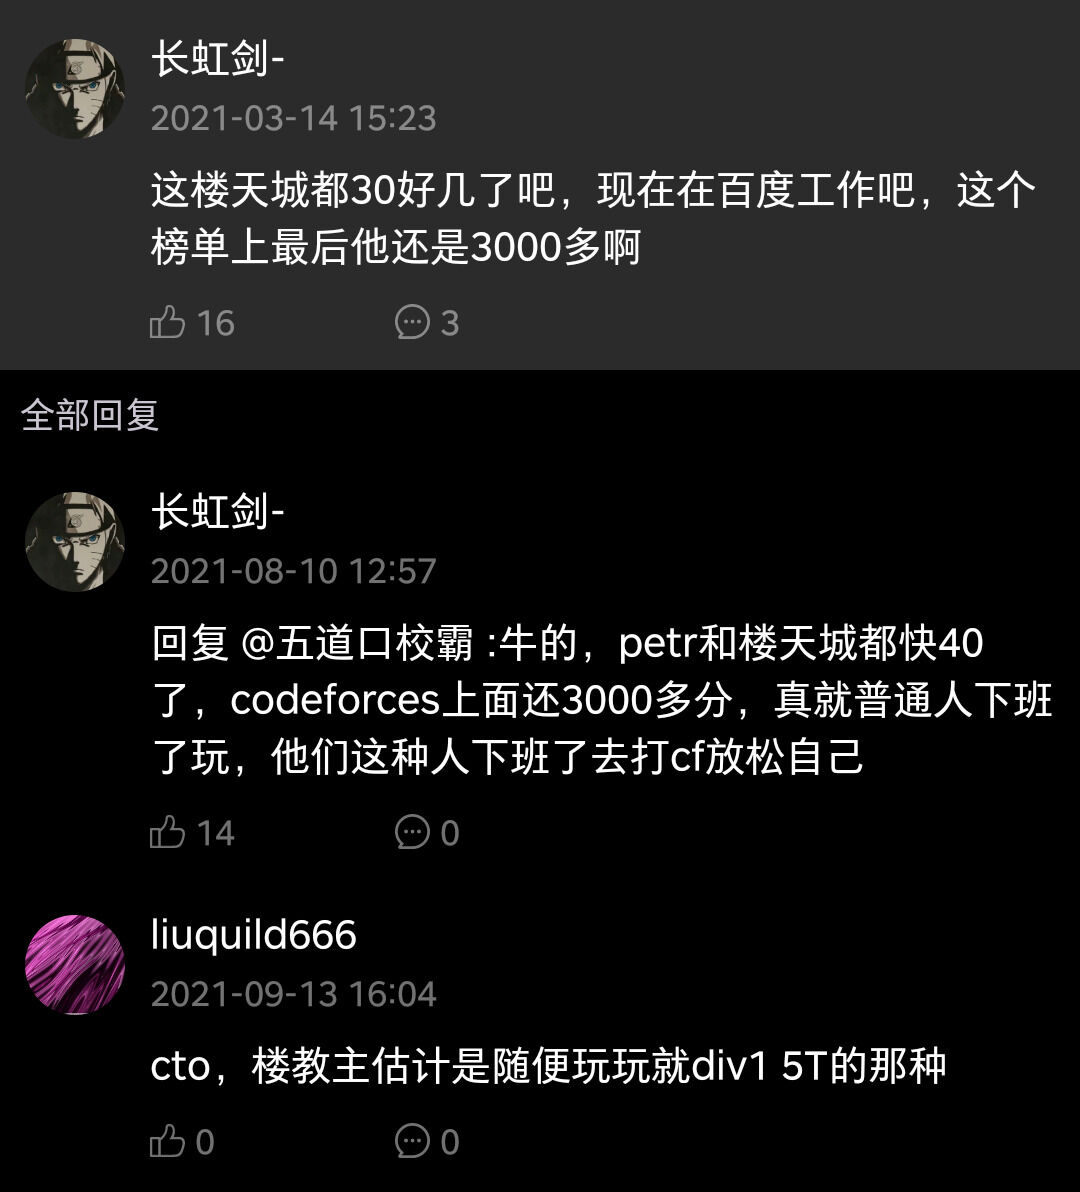 长虹剑-
2021-03-14 15:23
这楼天城都30好几了吧，现在在百度工作吧，这个
榜单上最后他还是3000多啊
16
3
全部回复
长虹剑-
2021-08-10 12:57
回复 @五道口校霸 :牛的，petr和楼天城都快40
了，codeforces上面还3000多分，真就普通人下班
了玩，他们这种人下班了去打cf放松自己
14
0
liuquild666
2021-09-13 16:04
cto，楼教主估计是随便玩玩就div1 5T的那种
0
0